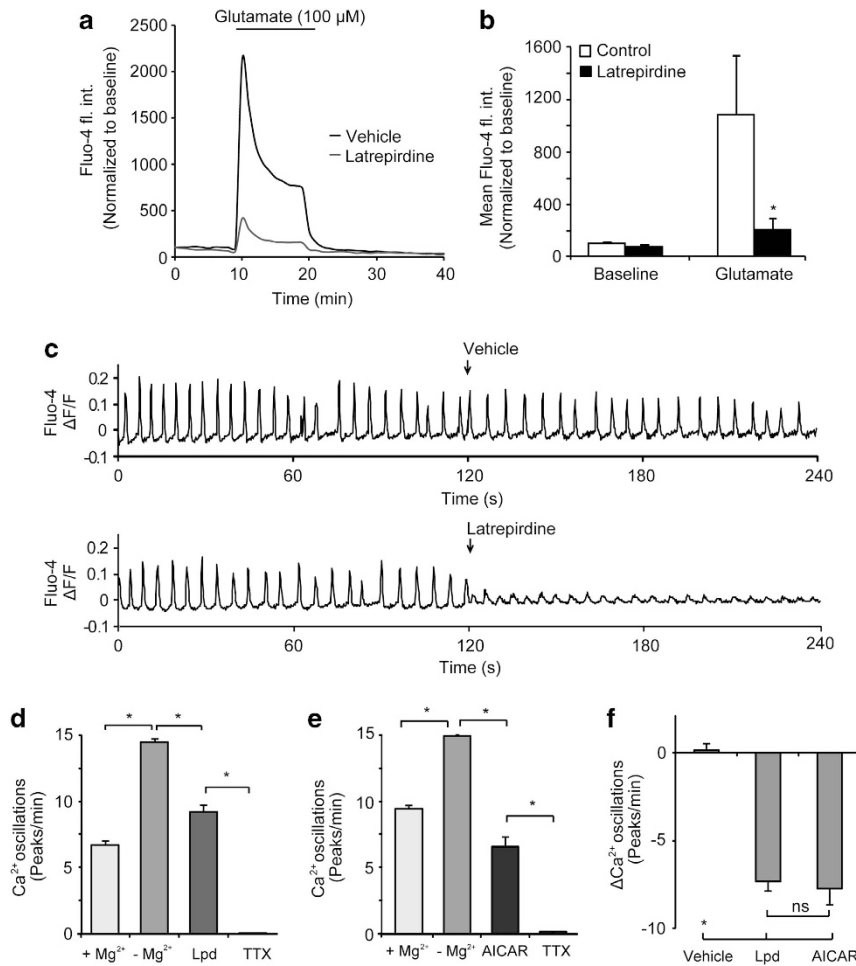 a
Glutamate (100 µM)
2500
2000
1500
1000
500
0
Fluo-4 fl. int.
(Normalized to baseline)
Vehicle
Latrepirdine
0 10 20 30 40
Time (min)
b
1600
1200
800
400
0
Mean Fluo-4 fl. int.
(Normalized to baseline)
Control
Latrepirdine
*
Baseline Glutamate
c
Vehicle
Fluo-4
ΔF/F
0.2
0.1
0
-0.1
0 60 120 180 240
Time (s)
Latrepirdine
Fluo-4
ΔF/F
0.2
0.1
0
-0.1
0 60 120 180 240
Time (s)
d
15
10
5
0
Ca²⁺ oscillations
(Peaks/min)
* *
*
+ Mg²⁺ - Mg²⁺ Lpd TTX
e
15
10
5
0
Ca²⁺ oscillations
(Peaks/min)
* *
*
+ Mg²⁺ - Mg²⁺ AICAR TTX
f
0
-5
-10
ΔCa²⁺ oscillations
(Peaks/min)
ns
*
Vehicle Lpd AICAR